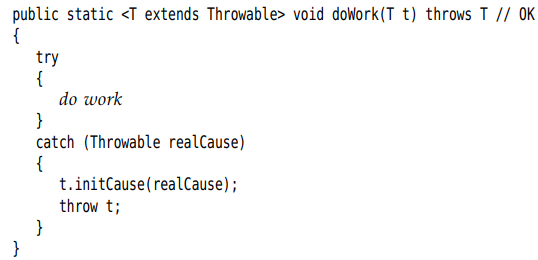 public static <T extends Throwable> void doWork(T t) throws T // OK
{
   try
   {
      do work
   }
   catch (Throwable realCause)
   {
      t.initCause(realCause);
      throw t;
   }
}